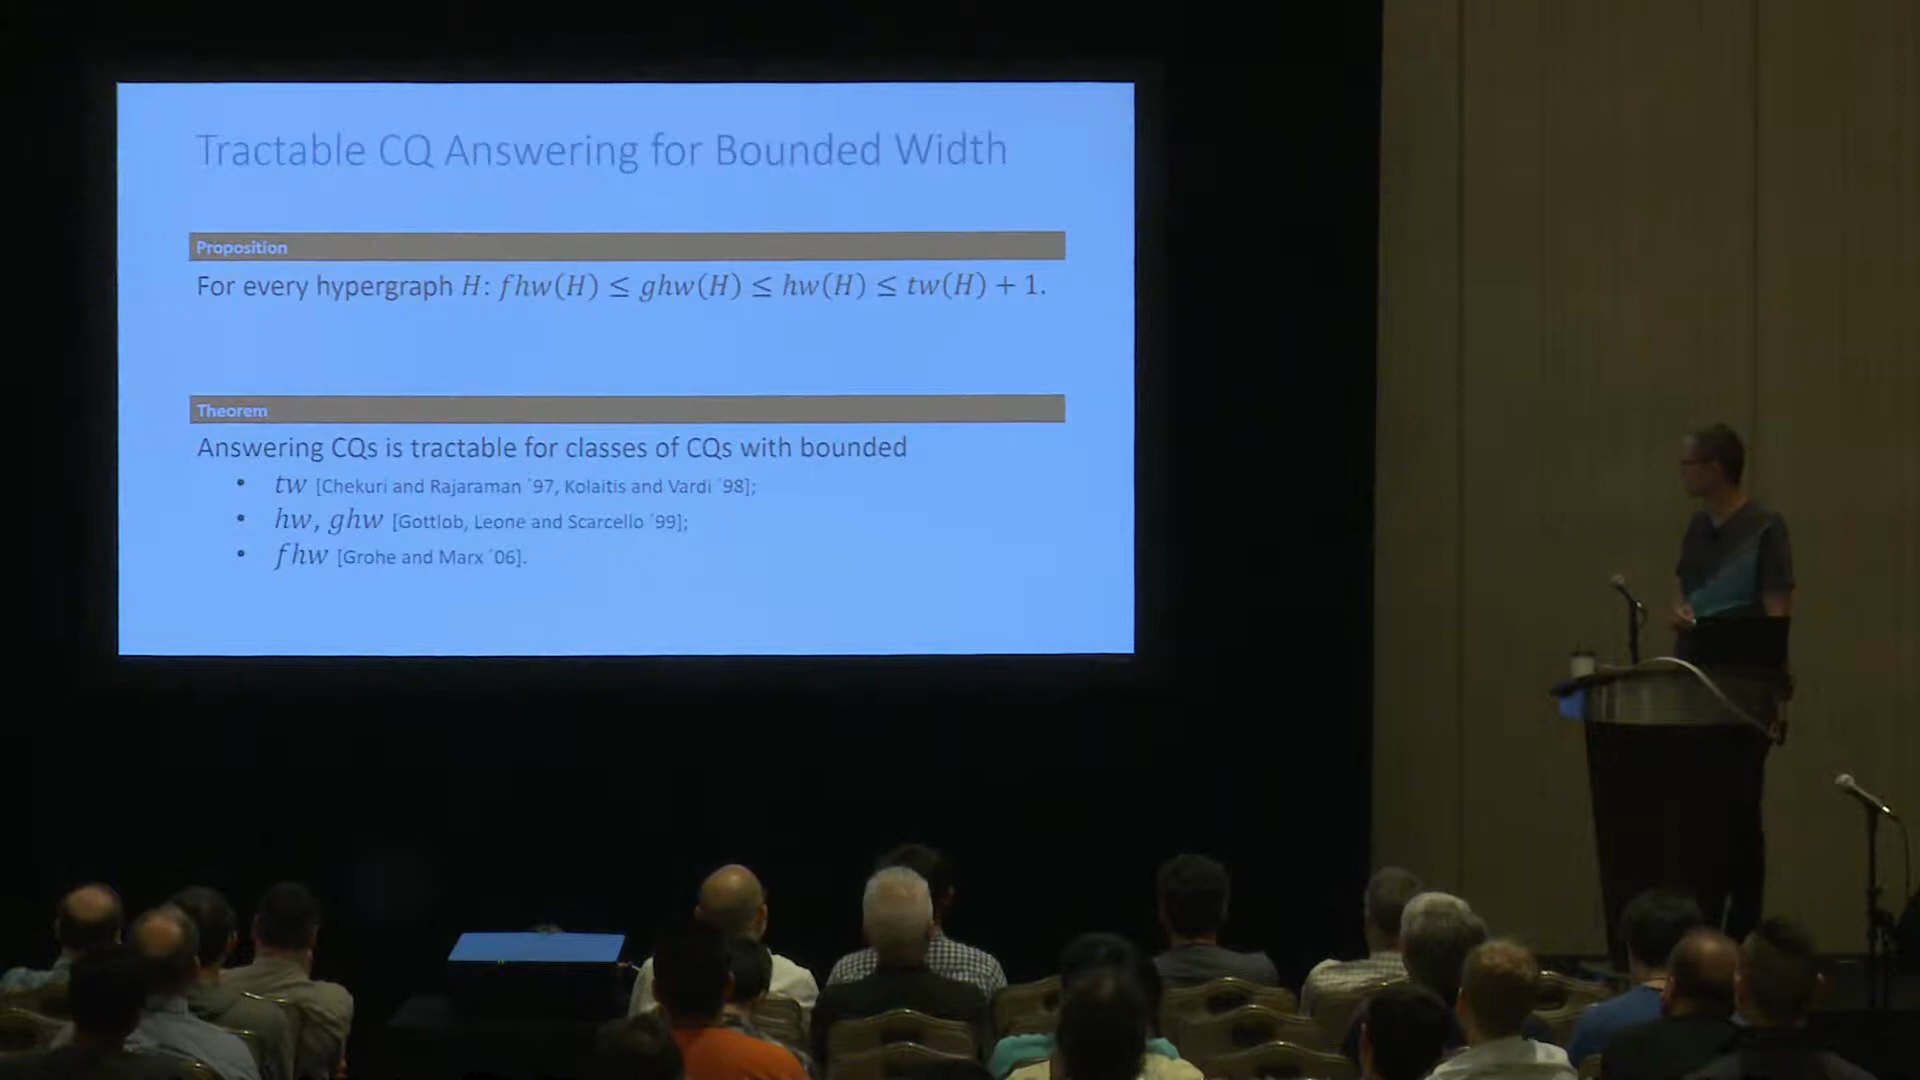 Tractable CQ Answering for Bounded Width
Proposition
For every hypergraph H: fhw(H) ≤ ghw(H) ≤ hw(H) ≤ tw(H) + 1.
Theorem
Answering CQs is tractable for classes of CQs with bounded
• tw [Chekuri and Rajaraman ´97, Kolaitis and Vardi ´98];
• hw, ghw [Gottlob, Leone and Scarcello ´99];
• fhw [Grohe and Marx ´06].